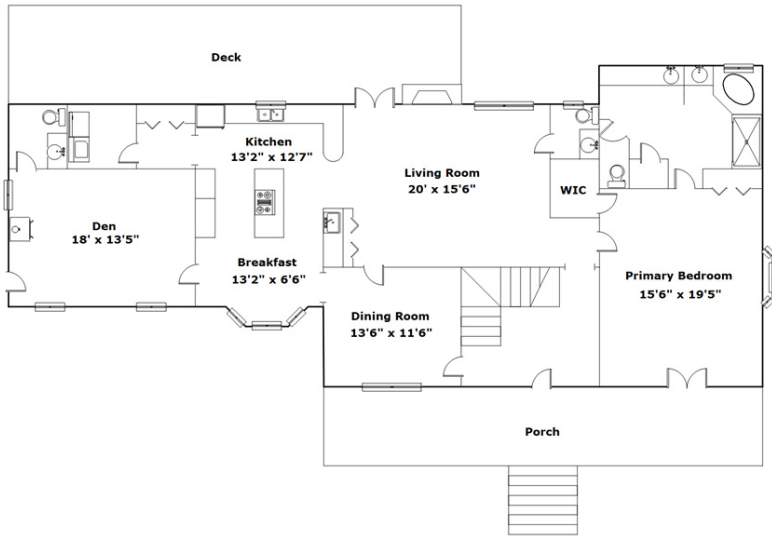 Deck
Kitchen
13'2" x 12'7"
Living Room
20' x 15'6"
WIC
Den
18' x 13'5"
Breakfast
13'2" x 6'6"
Primary Bedroom
15'6" x 19'5"
Dining Room
13'6" x 11'6"
Porch